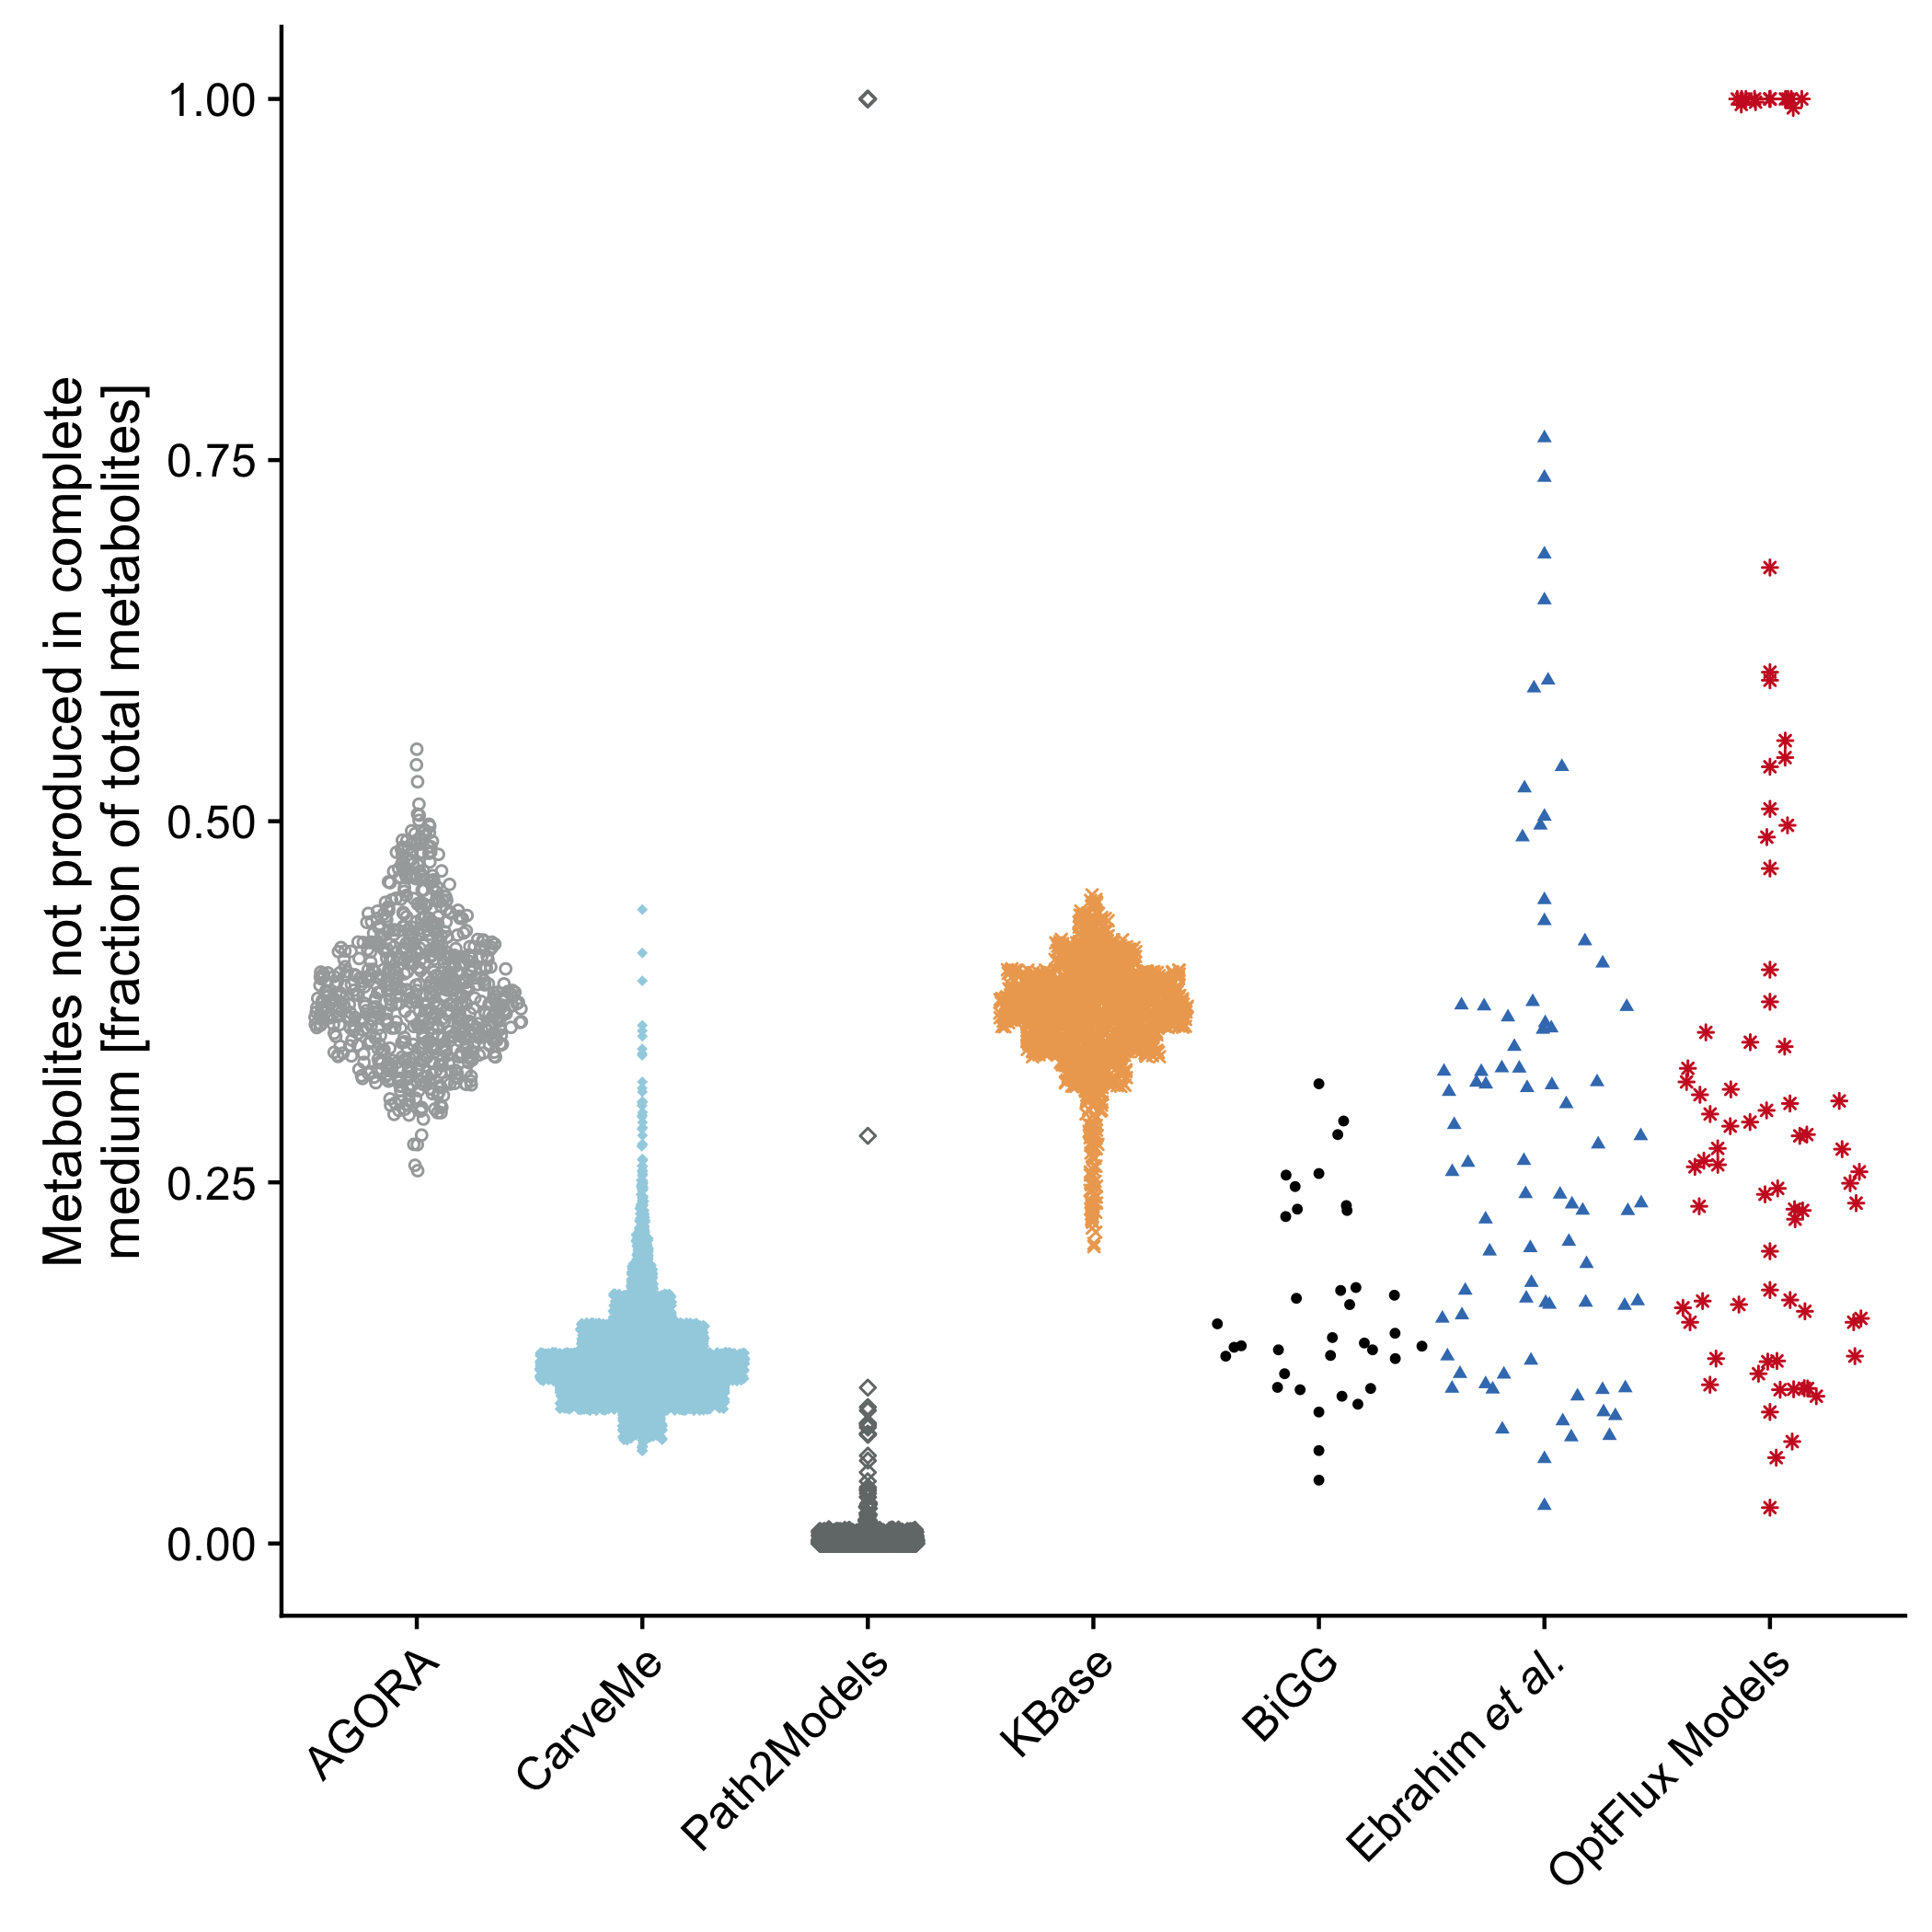 Metabolites not produced in complete
medium [fraction of total metabolites]
1.00
0.75
0.50
0.25
0.00
AGORA
CarveMe
Path2Models
KBase
BiGG
Ebrahim et al.
OptFlux Models